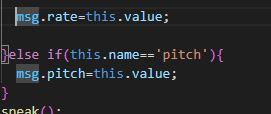 msg.rate=this.value;
}else if(this.name=='pitch'){
msg.pitch=this.value;
}
speak();